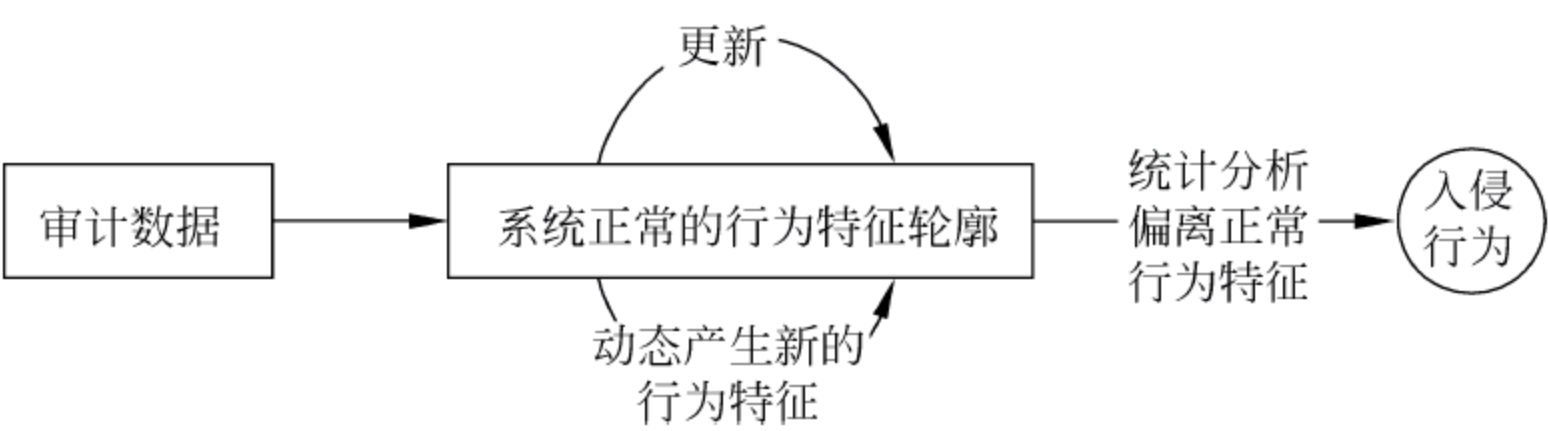 更新
审计数据
系统正常的行为特征轮廓
统计分析
偏离正常
行为特征
入侵
行为
动态产生新的
行为特征